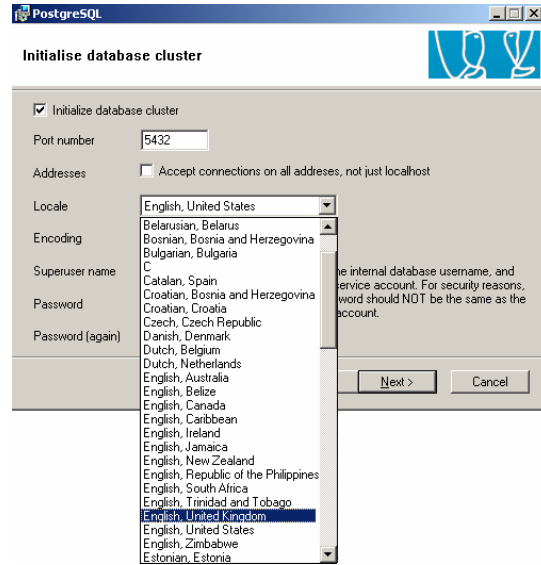 PostgreSQL
Initialise database cluster
Initialize database cluster
Port number 5432
Addresses Accept connections on all addreses, not just localhost
Locale English, United States
Encoding
Superuser name
Password
Password (again)
Belarusian, Belarus
Bosnian, Bosnia and Herzegovina
Bulgarian, Bulgaria
C
Catalan, Spain
Croatian, Bosnia and Herzegovina
Croatian, Croatia
Czech, Czech Republic
Danish, Denmark
Dutch, Belgium
Dutch, Netherlands
English, Australia
English, Belize
English, Canada
English, Caribbean
English, Ireland
English, Jamaica
English, New Zealand
English, Republic of the Philippines
English, South Africa
English, Trinidad and Tobago
English, United Kingdom
English, United States
English, Zimbabwe
Estonian, Estonia
internal database username, and
service account. For security reasons,
word should NOT be the same as the
account.
Next >
Cancel